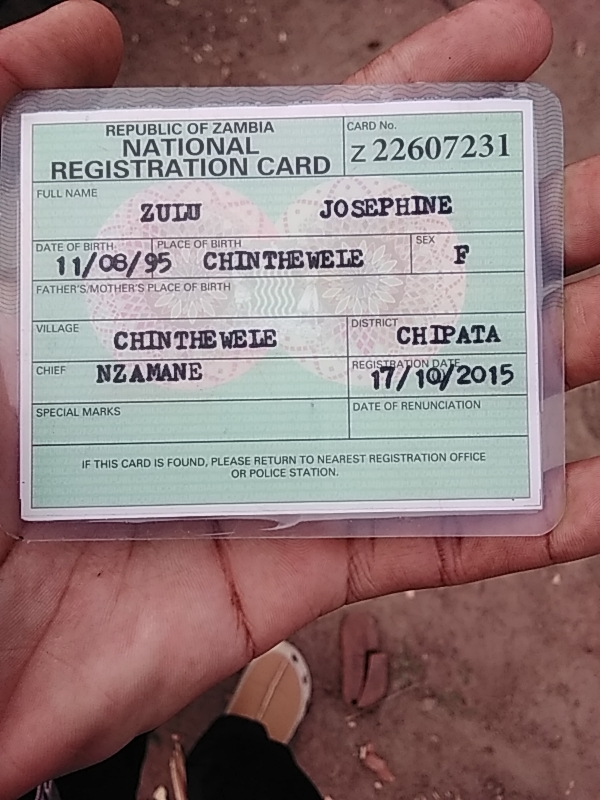 REPUBLIC OF ZAMBIA
NATIONAL
REGISTRATION CARD
CARD No.
Z 22607231
FULL NAME
ZULU JOSEPHINE
DATE OF BIRTH PLACE OF BIRTH SEX
11/08/95 CHINTHEWELE F
FATHER'S/MOTHER'S PLACE OF BIRTH
VILLAGE CHINTHEWELE DISTRICT CHIPATA
CHIEF NZAMANE REGISTRATION DATE 17/10/2015
SPECIAL MARKS DATE OF RENUNCIATION
IF THIS CARD IS FOUND, PLEASE RETURN TO NEAREST REGISTRATION OFFICE
OR POLICE STATION.